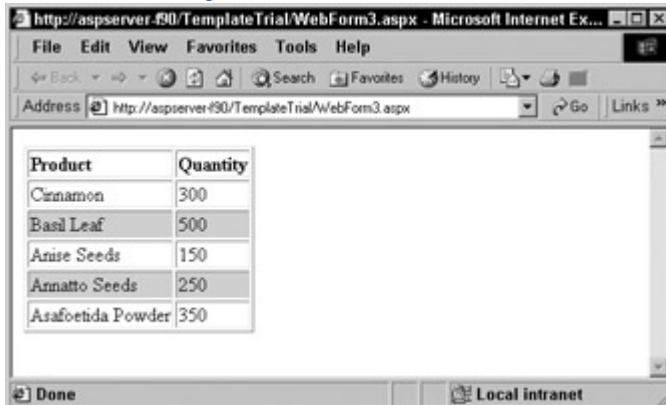 http://aspserver-f90/TemplateTrial/WebForm3.aspx - Microsoft Internet Ex...
File Edit View Favorites Tools Help
Back Search Favorites History
Address http://aspserver-f90/TemplateTrial/WebForm3.aspx Go Links »
Product Quantity
Cinnamon 300
Basil Leaf 500
Anise Seeds 150
Annatto Seeds 250
Asafoetida Powder 350
Done Local intranet